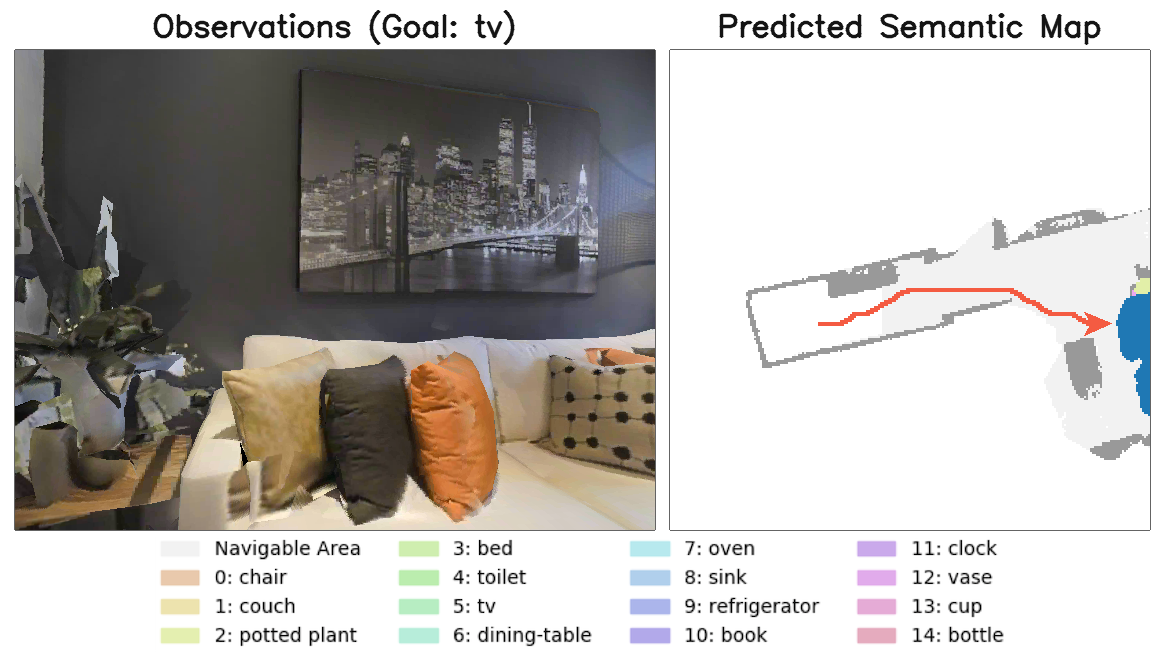 Observations (Goal: tv)
Predicted Semantic Map
Navigable Area
0: chair
1: couch
2: potted plant
3: bed
4: toilet
5: tv
6: dining-table
7: oven
8: sink
9: refrigerator
10: book
11: clock
12: vase
13: cup
14: bottle